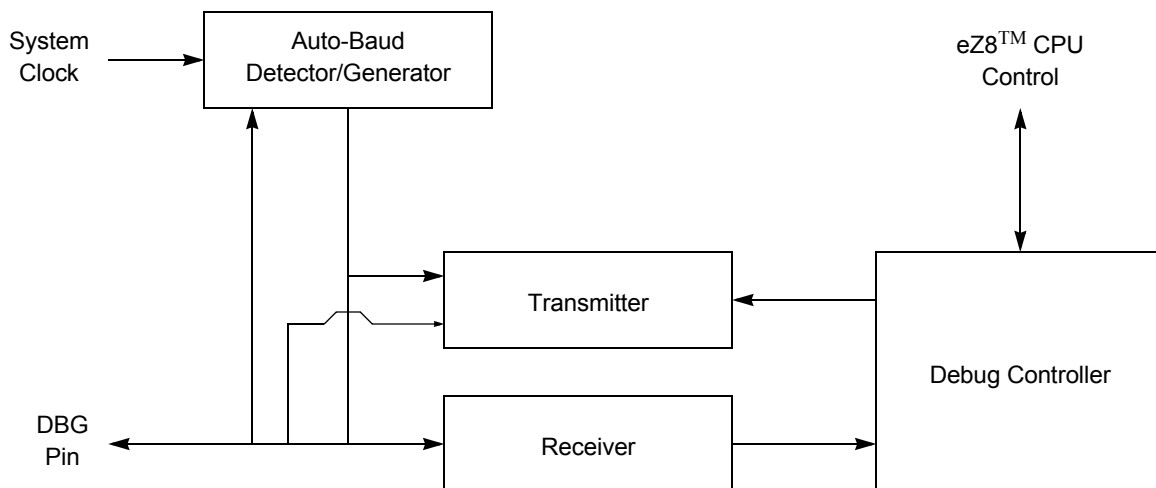 System
Clock
Auto-Baud
Detector/Generator
eZ8TM CPU
Control
Transmitter
Debug Controller
DBG
Pin
Receiver